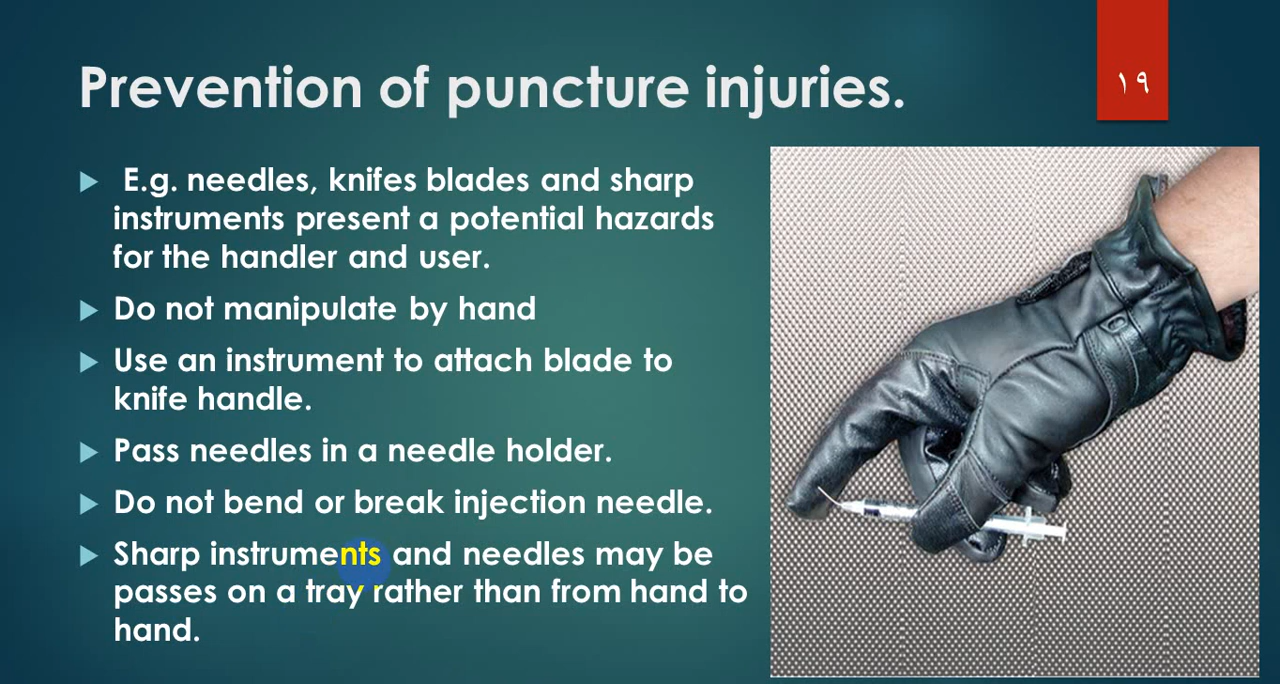 Prevention of puncture injuries.
١٩
E.g. needles, knifes blades and sharp
instruments present a potential hazards
for the handler and user.
Do not manipulate by hand
Use an instrument to attach blade to
knife handle.
Pass needles in a needle holder.
Do not bend or break injection needle.
Sharp instruments and needles may be
passes on a tray rather than from hand to
hand.